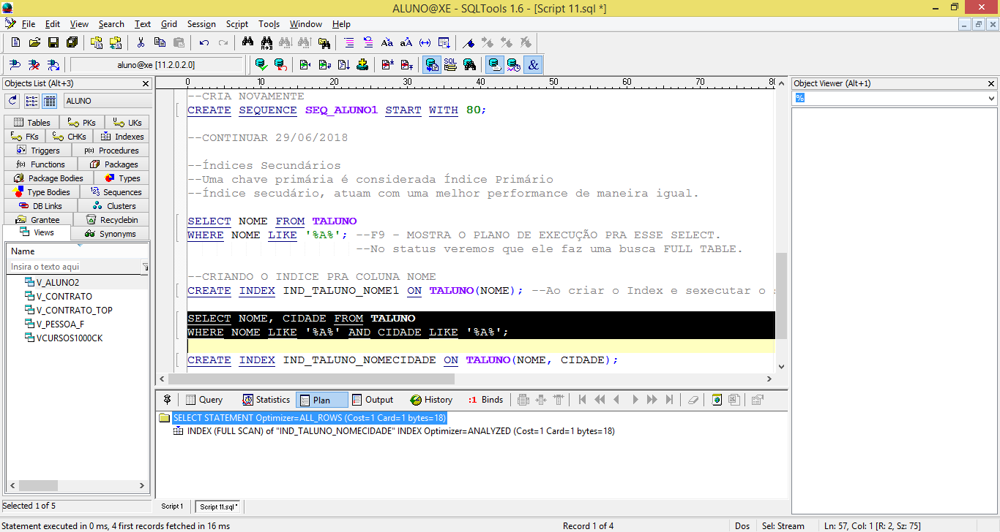 ALUNO@XE - SQLTools 1.6 - [Script 11.sql *]
File Edit View Search Text Grid Session Script Tools Window Help
aluno@xe [11.2.0.2.0]
SQL &
Objects List (Alt+3)
ALUNO
Tables PKs UKs
FKs CHKs Indexes
Triggers Procedures
Functions Packages
Package Bodies Types
Type Bodies Sequences
DB Links Clusters
Grantee Recyclebin
Views Synonyms
Name
Insira o texto aqui
V_ALUNO2
V_CONTRATO
V_CONTRATO_TOP
V_PESSOA_F
VCURSOS1000CK
Selected 1 of 5
0 10 20 30 40 50 60 70
--CRIA NOVAMENTE
CREATE SEQUENCE SEQ_ALUNO1 START WITH 80;
--CONTINUAR 29/06/2018
--Índices Secundários
--Uma chave primária é considerada Índice Primário
--Índice secudário, atuam com uma melhor performance de maneira igual.
SELECT NOME FROM TALUNO
WHERE NOME LIKE '%A%'; --F9 - MOSTRA O PLANO DE EXECUÇÃO PRA ESSE SELECT.
--No status veremos que ele faz uma busca FULL TABLE.
--CRIANDO O INDICE PRA COLUNA NOME
CREATE INDEX IND_TALUNO_NOME1 ON TALUNO(NOME); --Ao criar o Index e sexecutar o
SELECT NOME, CIDADE FROM TALUNO
WHERE NOME LIKE '%A%' AND CIDADE LIKE '%A%';
CREATE INDEX IND_TALUNO_NOMECIDADE ON TALUNO(NOME, CIDADE);
Query Statistics Plan Output History :1 Binds
SELECT STATEMENT Optimizer=ALL_ROWS (Cost=1 Card=1 bytes=18)
INDEX (FULL SCAN) of "IND_TALUNO_NOMECIDADE" INDEX Optimizer=ANALYZED (Cost=1 Card=1 bytes=18)
Script 1 Script 11.sql *
Object Viewer (Alt+1)
%
Statement executed in 0 ms, 4 first records fetched in 16 ms Record 1 of 4 Dos Sel: Stream Ln: 57, Col: 1 [R: 2, Sz: 75]